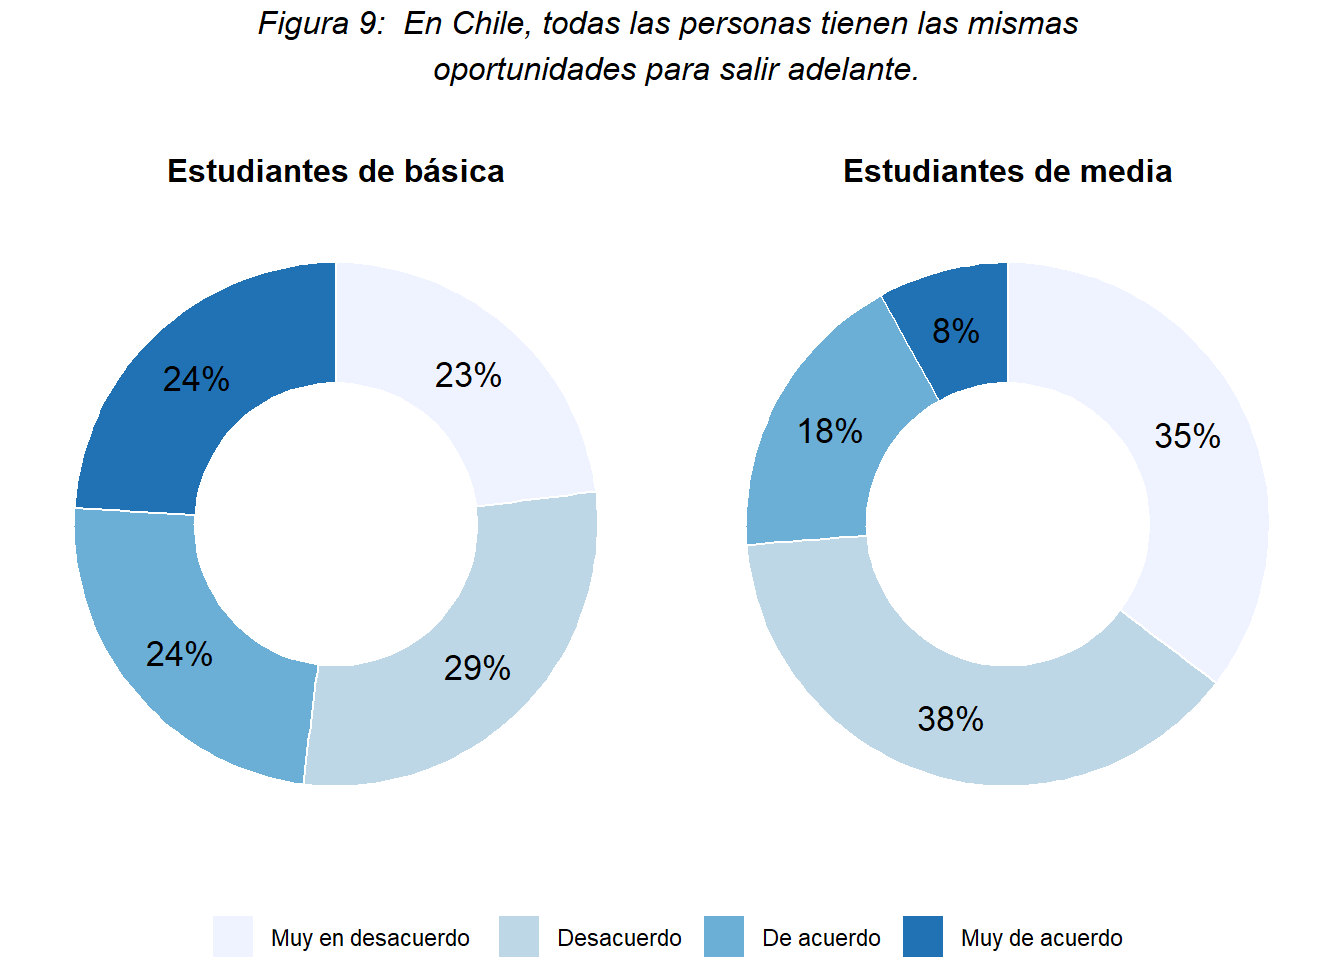 Figura 9:  En Chile, todas las personas tienen las mismas
oportunidades para salir adelante.
Estudiantes de básica
Estudiantes de media
24%
23%
24%
29%
8%
35%
18%
38%
Muy en desacuerdo
Desacuerdo
De acuerdo
Muy de acuerdo